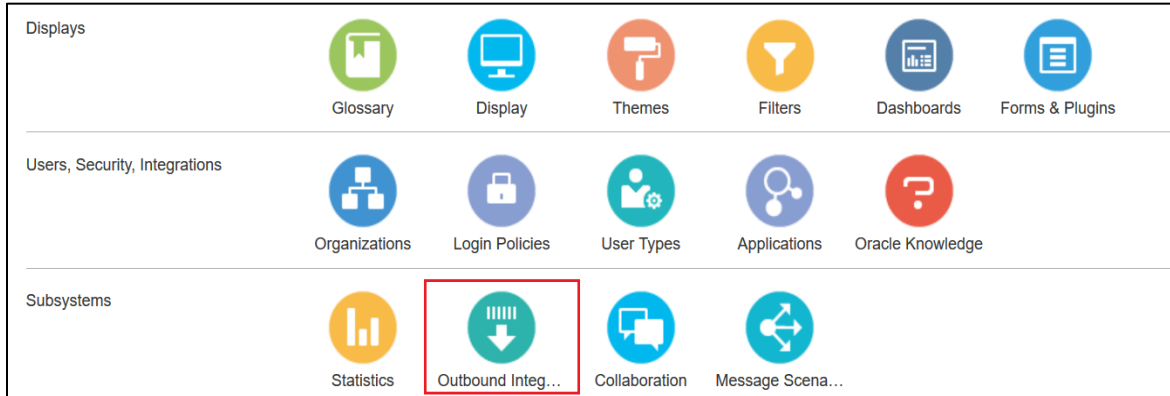 Displays
Glossary
Display
Themes
Filters
Dashboards
Forms & Plugins
Users, Security, Integrations
Organizations
Login Policies
User Types
Applications
Oracle Knowledge
Subsystems
Statistics
Outbound Integ...
Collaboration
Message Scena...